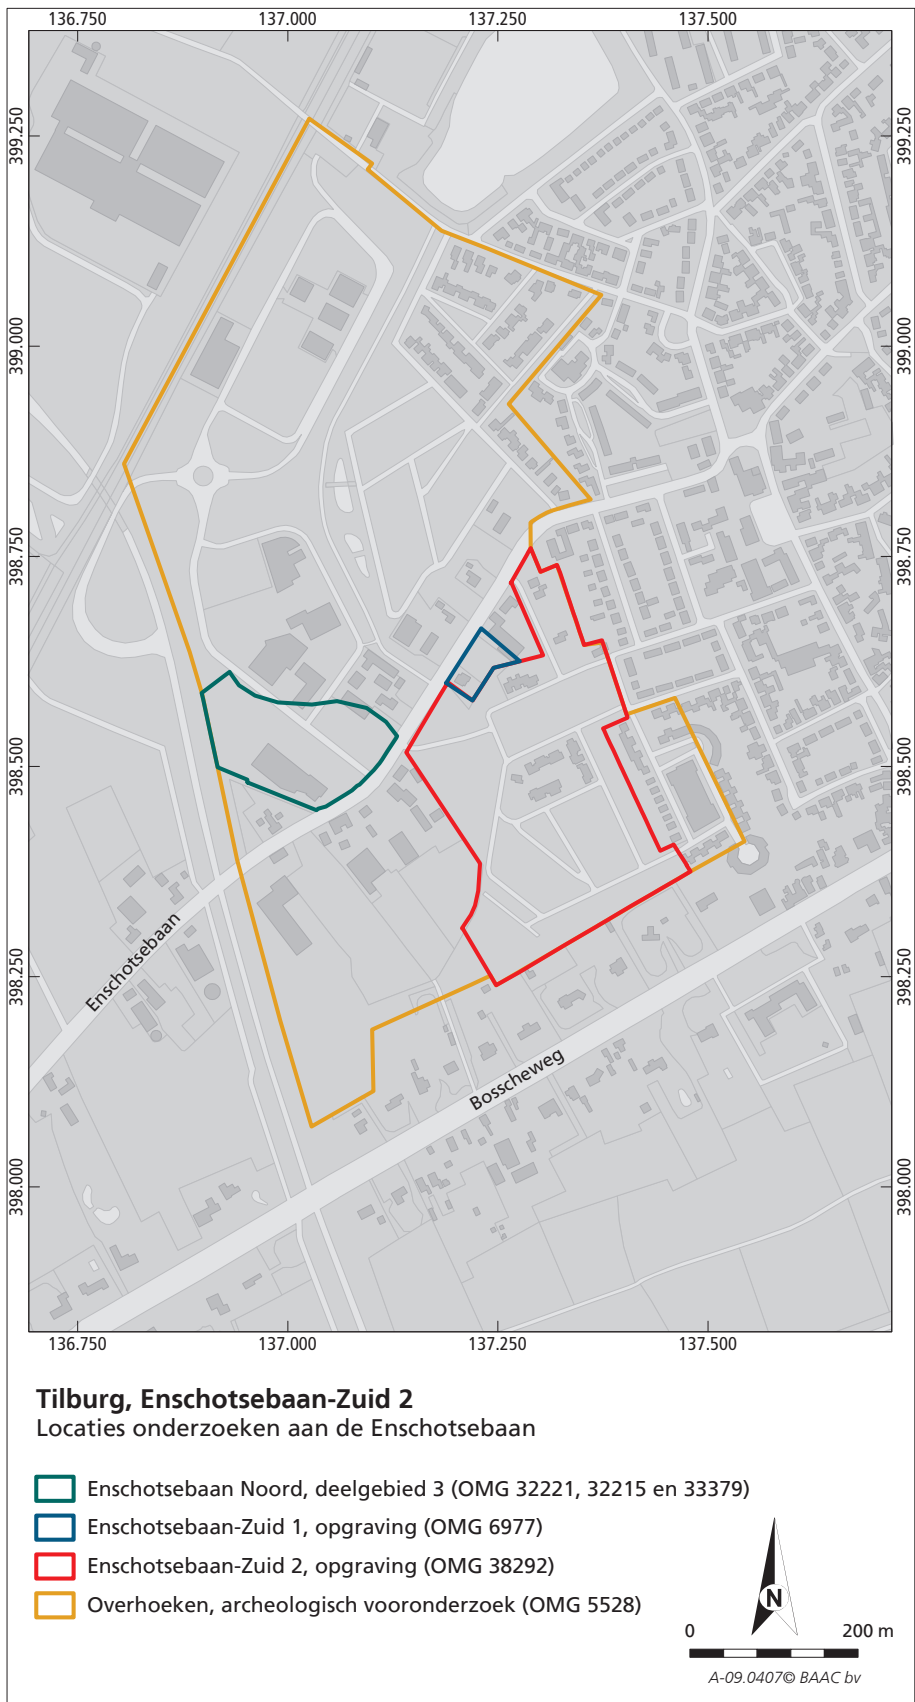 136.750 137.000 137.250 137.500
399.250 399.250
399.000 399.000
398.750 398.750
398.500 398.500
398.250 398.250
Enschotsebaan
Bosscheweg
398.000 398.000
136.750 137.000 137.250 137.500
Tilburg, Enschotsebaan-Zuid 2
Locaties onderzoeken aan de Enschotsebaan
Enschotsebaan Noord, deelgebied 3 (OMG 32221, 32215 en 33379)
Enschotsebaan-Zuid 1, opgraving (OMG 6977)
Enschotsebaan-Zuid 2, opgraving (OMG 38292)
Overhoeken, archeologisch vooronderzoek (OMG 5528)
N
0 200 m
A-09.0407© BAAC bv